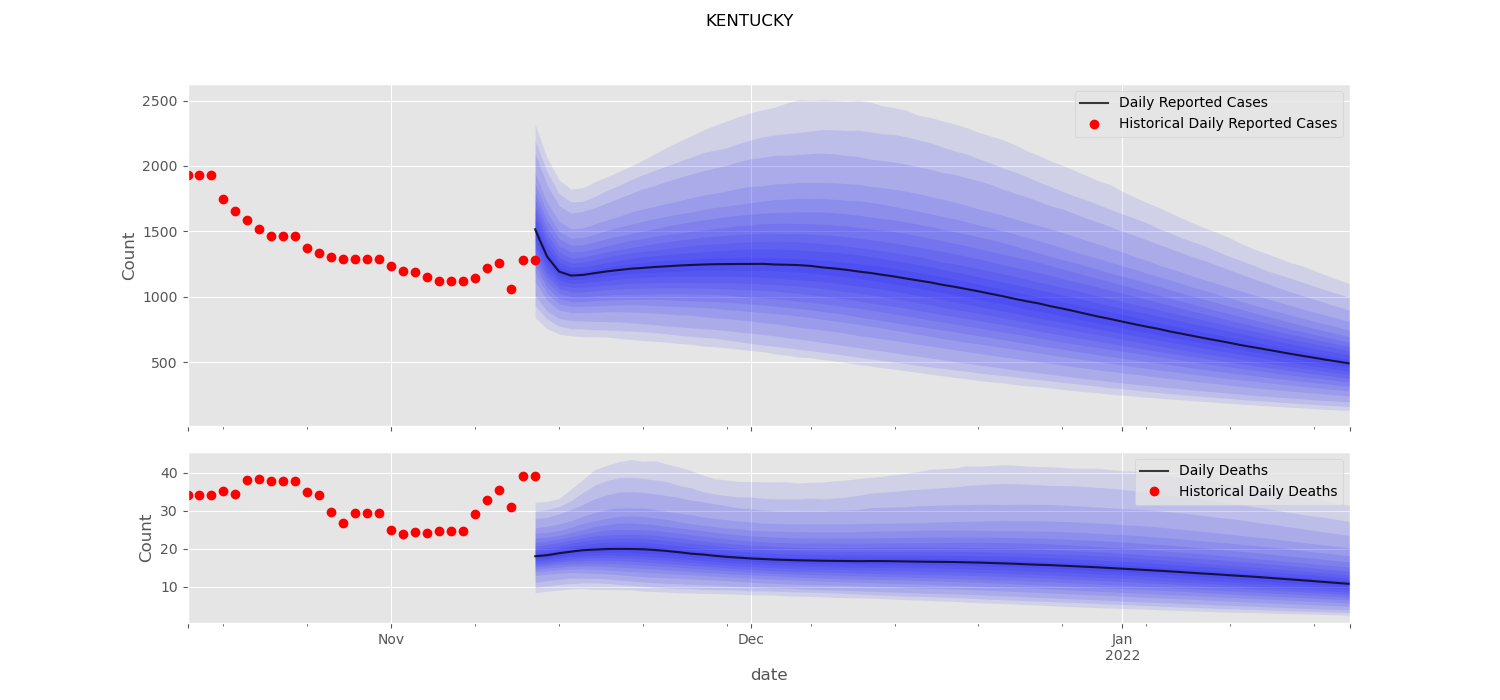 KENTUCKY
2500
2000
1500
1000
500
Count
Daily Reported Cases
Historical Daily Reported Cases
40
30
20
10
Count
Daily Deaths
Historical Daily Deaths
Nov
Dec
Jan
2022
date